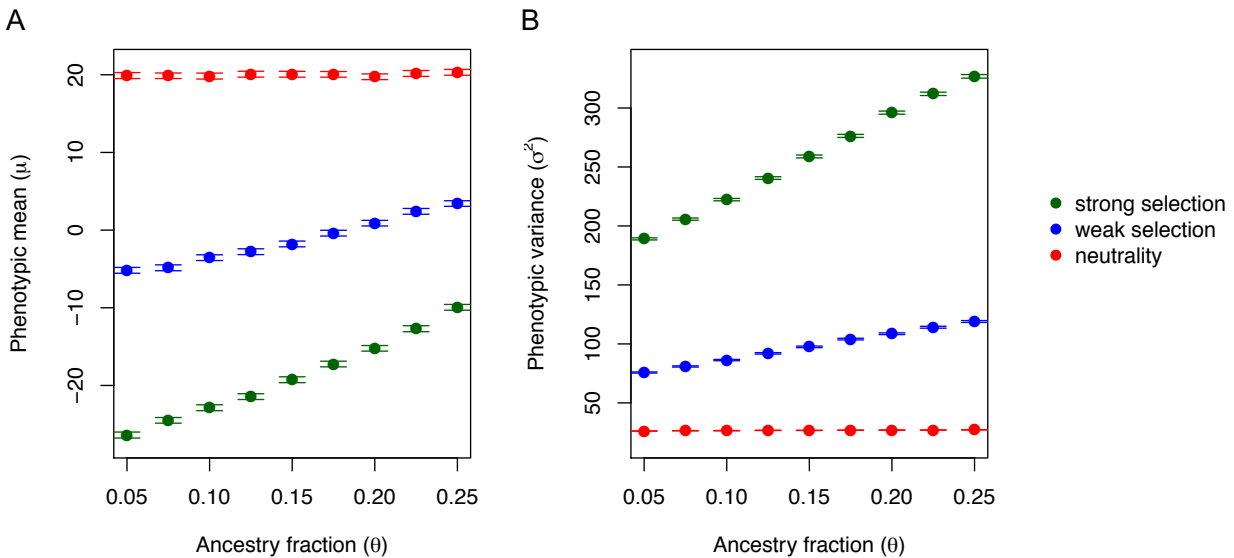 A
B
Phenotypic mean (μ)
20
10
0
−10
−20
0.05 0.10 0.15 0.20 0.25
Ancestry fraction (θ)
Phenotypic variance (σ²)
300
250
200
150
100
50
0.05 0.10 0.15 0.20 0.25
Ancestry fraction (θ)
strong selection
weak selection
neutrality